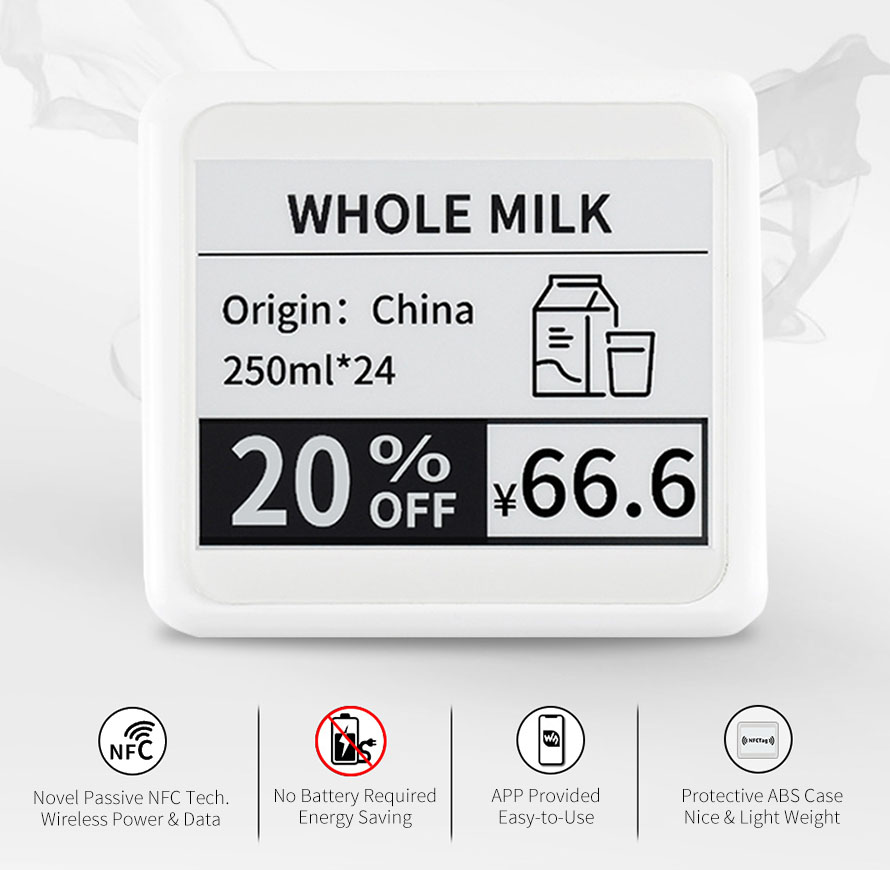 WHOLE MILK
Origin: China
250ml*24
20 % OFF
¥66.6
NFC
Novel Passive NFC Tech.
Wireless Power & Data
No Battery Required
Energy Saving
APP Provided
Easy-to-Use
NFCTag
Protective ABS Case
Nice & Light Weight